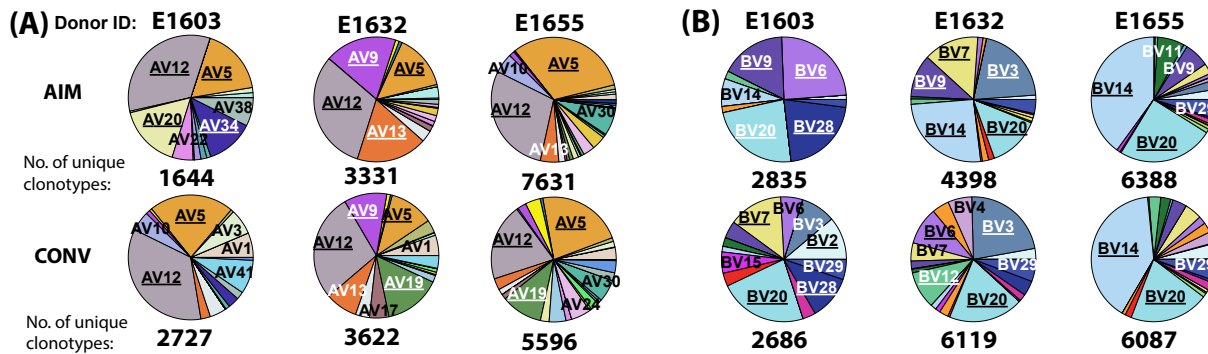 (A) Donor ID: E1603 E1632 E1655 (B) E1603 E1632 E1655
AIM
AV12 AV5 AV38 AV34 AV22 AV20
AV9 AV5 AV12 AV13
AV10 AV5 AV12 AV30 AV13
BV9 BV6 BV14 BV20 BV28
BV7 BV3 BV9 BV14 BV20
BV11 BV9 BV14 BV29 BV20
No. of unique
clonotypes:
1644 3331 7631 2835 4398 6388
CONV
AV5 AV10 AV3 AV1 AV12 AV41
AV9 AV5 AV12 AV1 AV13 AV19 AV17
AV5 AV12 AV30 AV19 AV24
BV6 BV7 BV3 BV2 BV15 BV29 BV28 BV20
BV4 BV6 BV3 BV7 BV29 BV12 BV20
BV14 BV29 BV20
No. of unique
clonotypes:
2727 3622 5596 2686 6119 6087